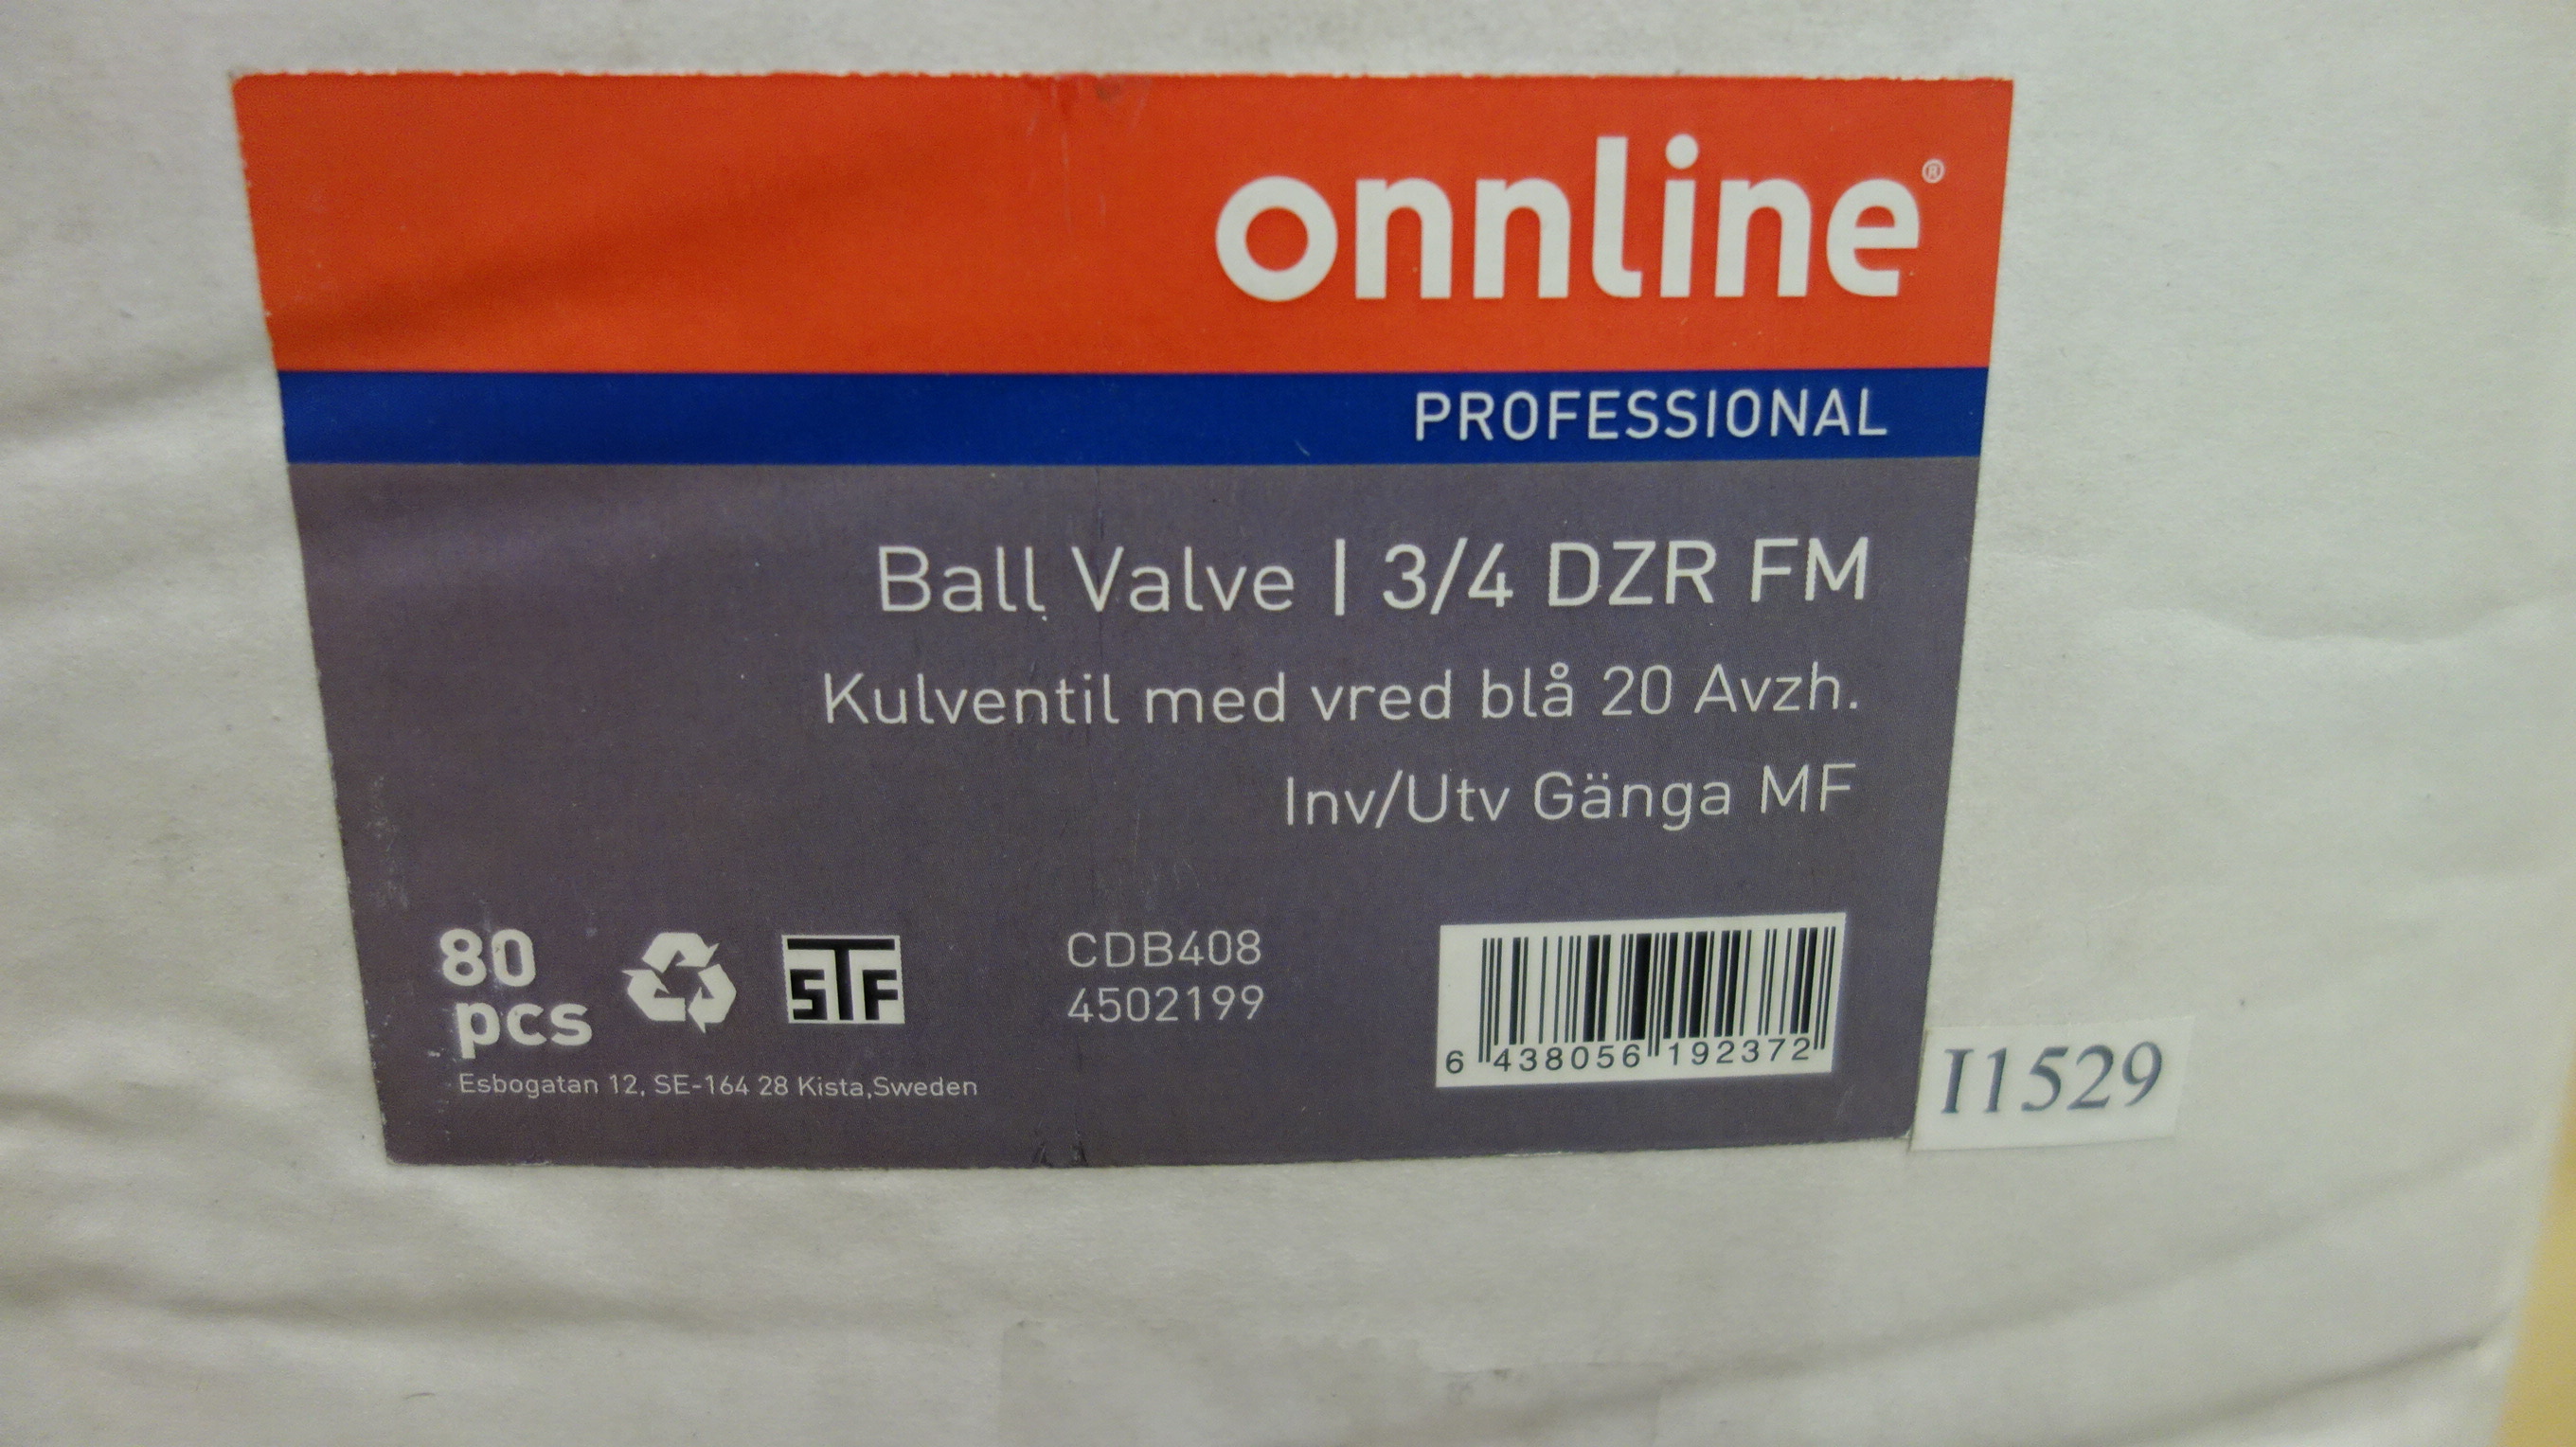 onnline®
PROFESSIONAL
Ball Valve | 3/4 DZR FM
Kulventil med vred blå 20 Avzh.
Inv/Utv Gänga MF
80
pcs
STF
CDB408
4502199
6 438056 192372
Esbogatan 12, SE-164 28 Kista,Sweden
I1529